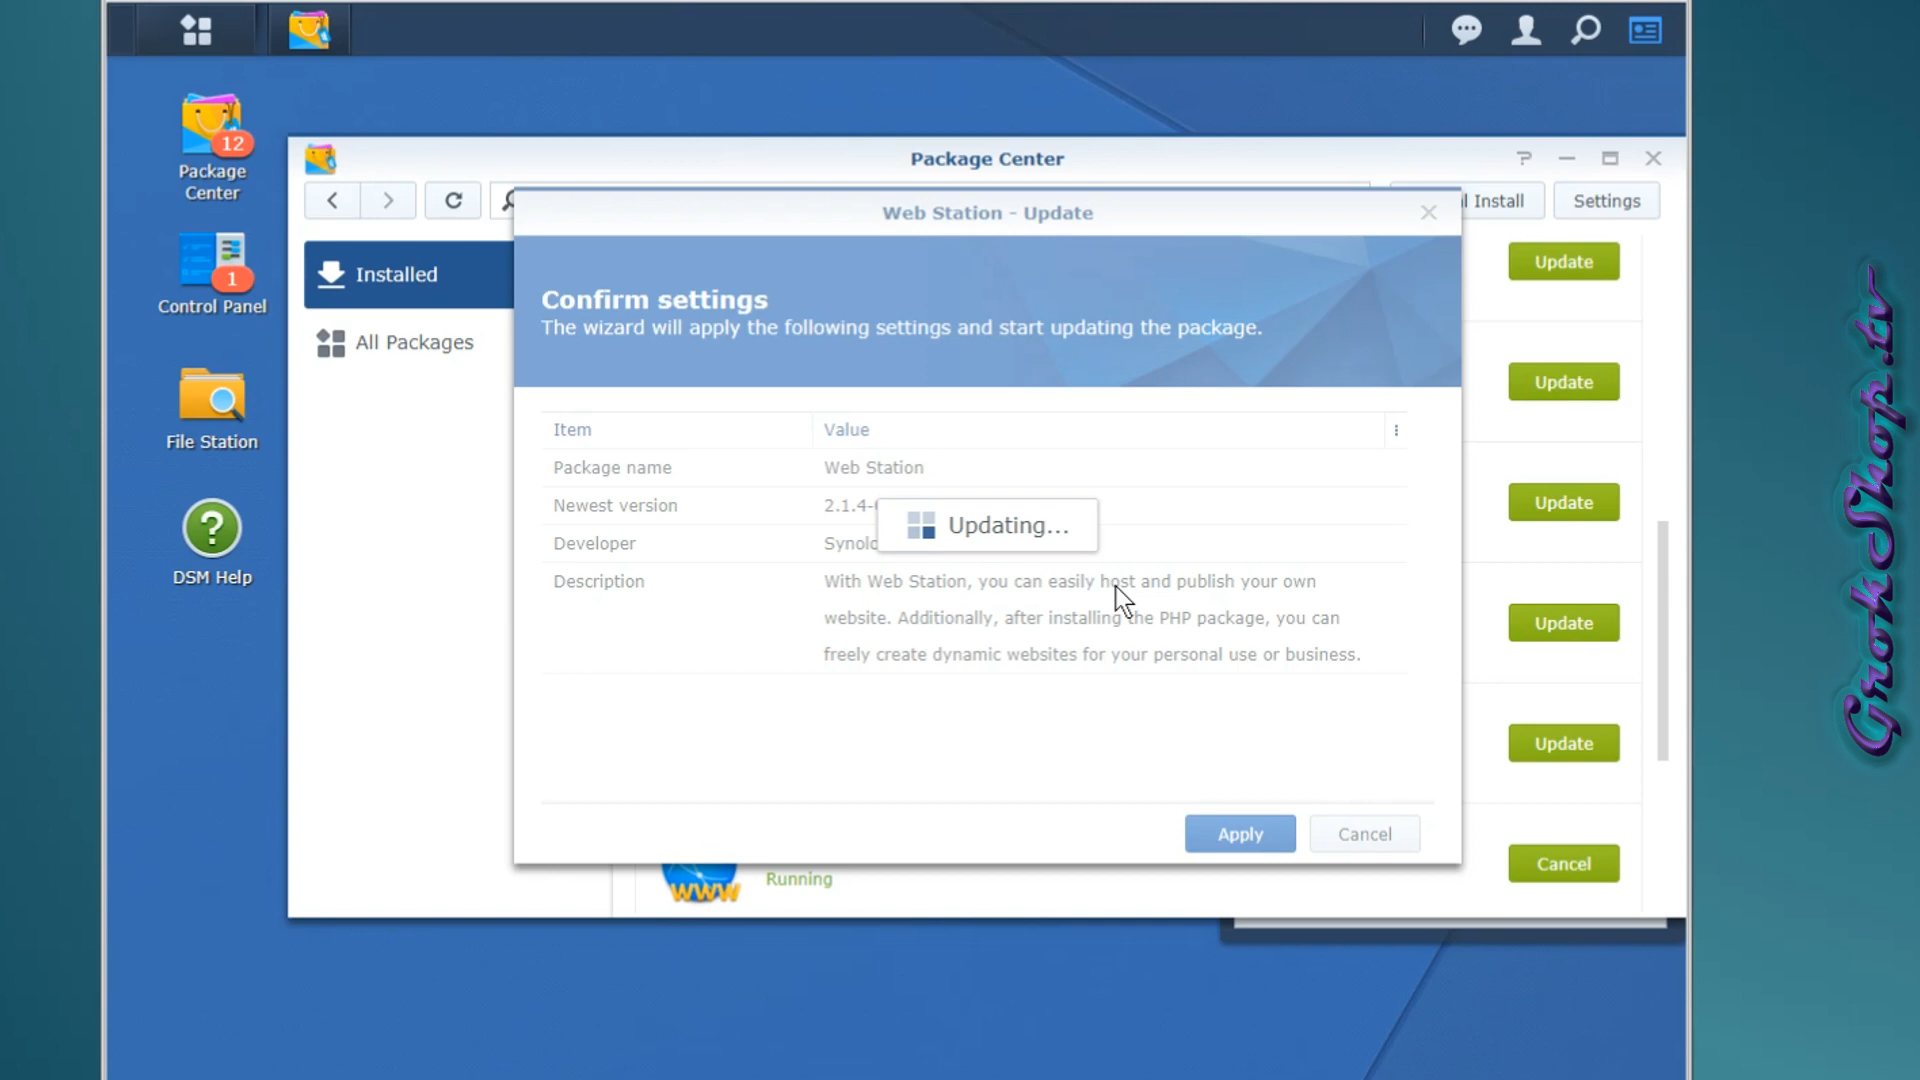 12
Package
Center
1
Control Panel
File Station
?
DSM Help
Package Center
?
Install
Settings
Installed
All Packages
Web Station - Update
Confirm settings
The wizard will apply the following settings and start updating the package.
Item
Value
Package name
Web Station
Newest version
2.1.4-
Developer
Description
With Web Station, you can easily host and publish your own
website. Additionally, after installing the PHP package, you can
freely create dynamic websites for your personal use or business.
Updating...
Apply
Cancel
Update
Update
Update
Update
Update
Cancel
WWW
Running
GrokShop.tv